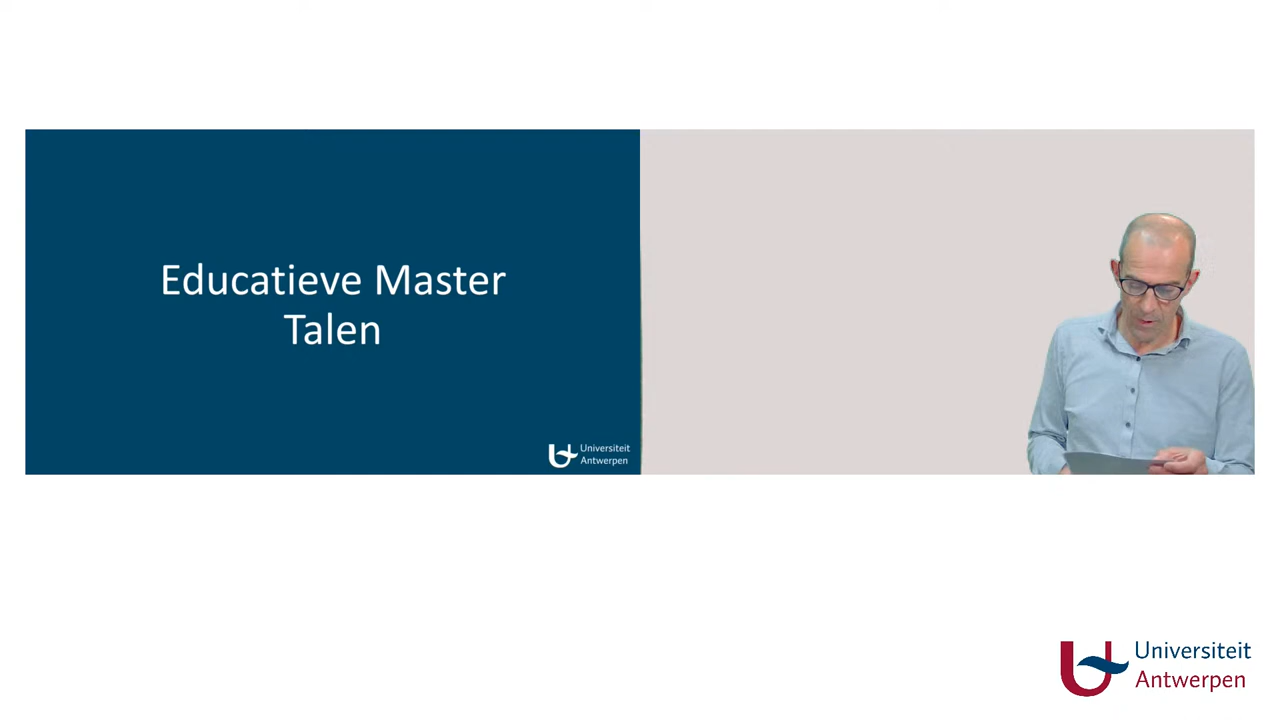 Educatieve Master
Talen
Universiteit
Antwerpen
Universiteit
Antwerpen